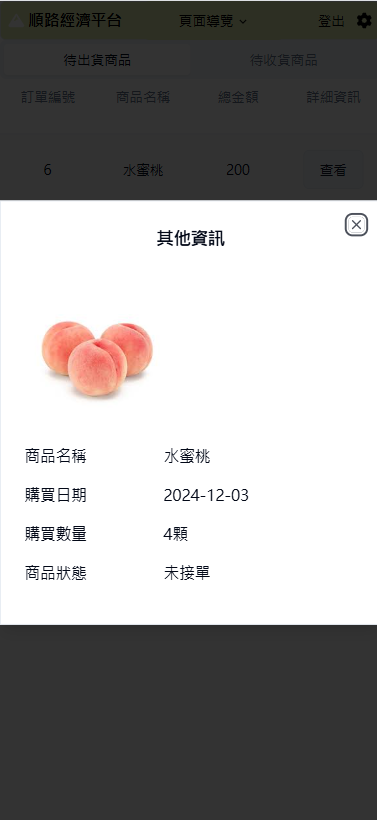 順路經濟平台 頁面導覽 登出
待出貨商品 待收貨商品
訂單編號 商品名稱 總金額 詳細資訊
6 水蜜桃 200 查看
其他資訊
商品名稱 水蜜桃
購買日期 2024-12-03
購買數量 4顆
商品狀態 未接單